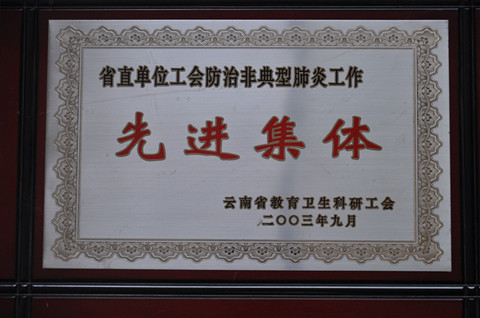 省直单位工会防治非典型肺炎工作
先进集体
云南省教育卫生科研工会
二〇〇三年九月